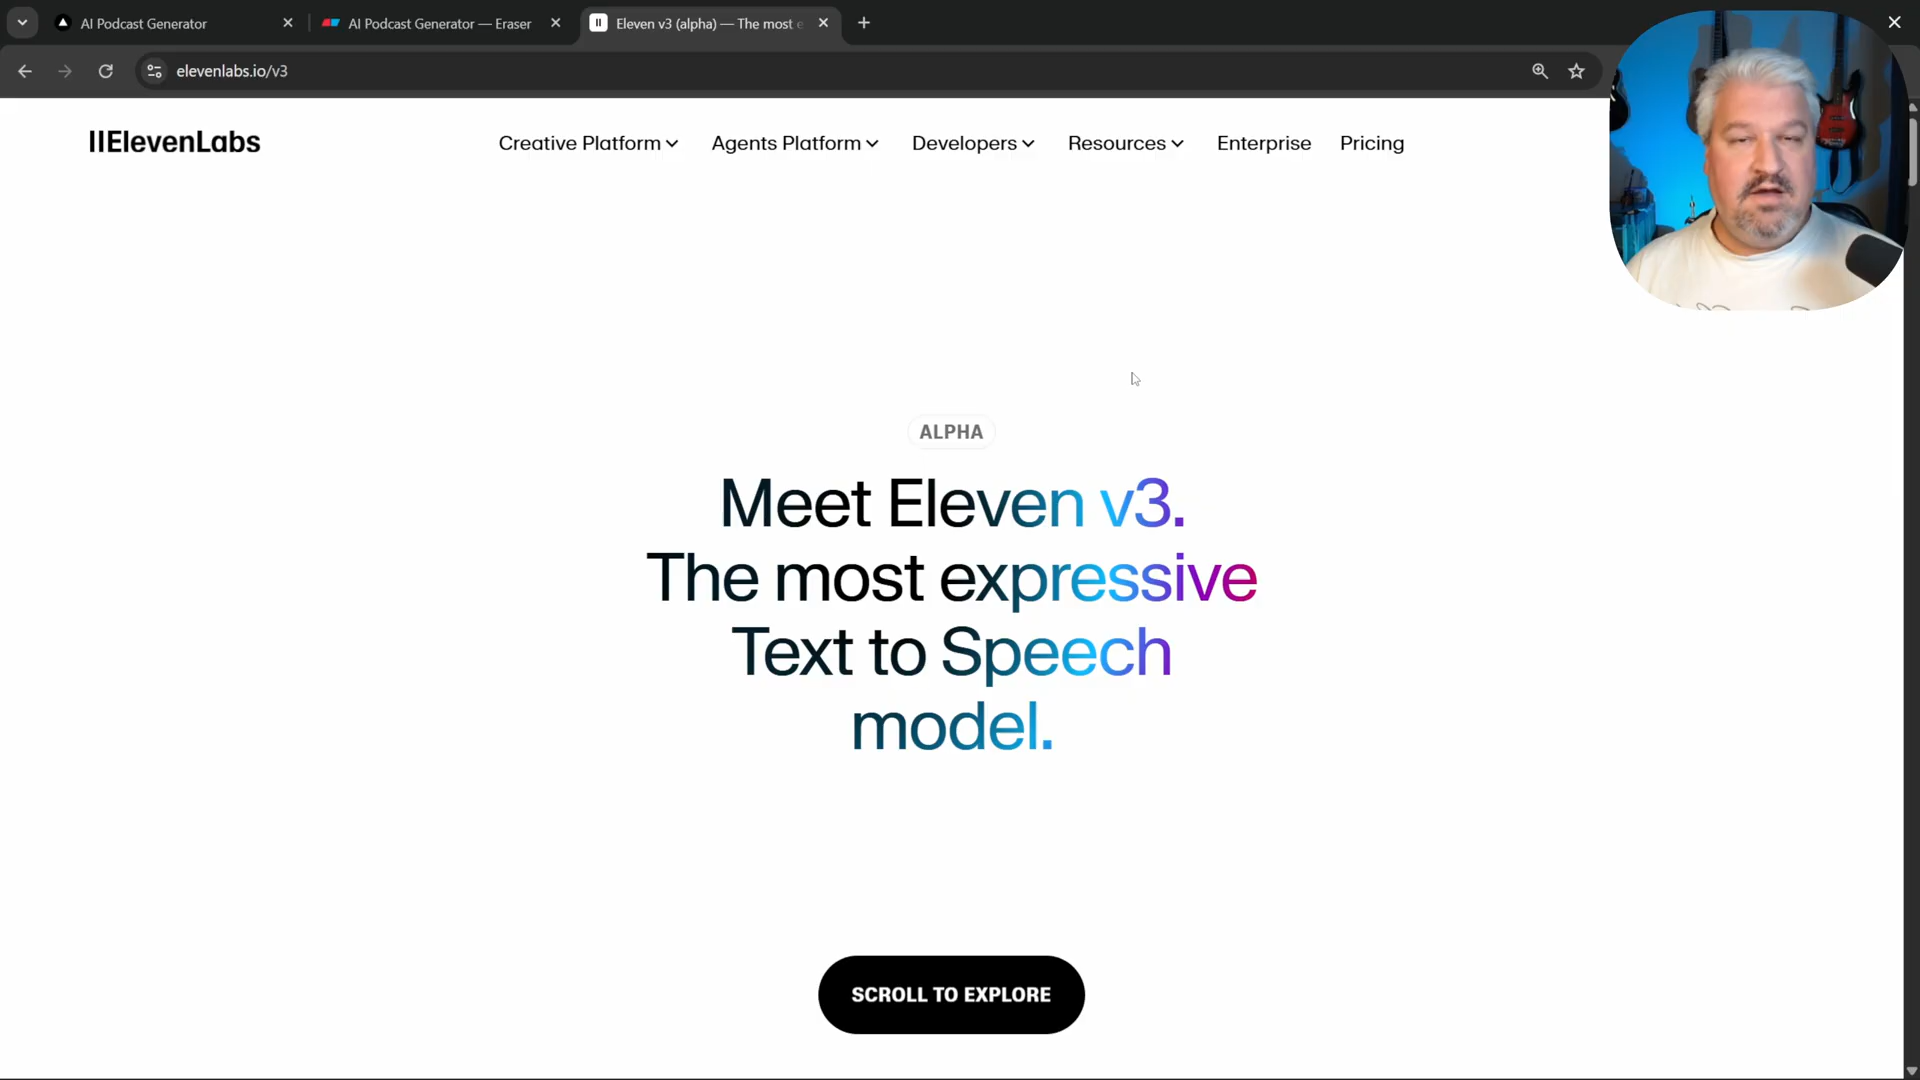 AI Podcast Generator
AI Podcast Generator — Eraser
Eleven v3 (alpha) — The most e
elevenlabs.io/v3
IIElevenLabs
Creative Platform
Agents Platform
Developers
Resources
Enterprise
Pricing
ALPHA
Meet Eleven v3.
The most expressive
Text to Speech
model.
SCROLL TO EXPLORE